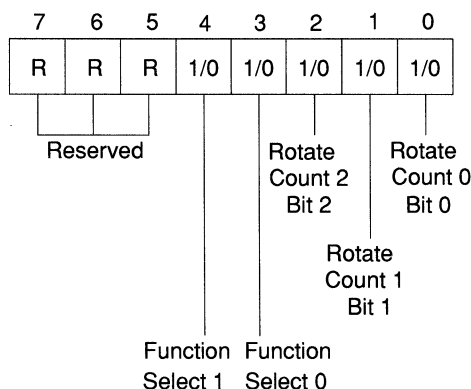 7 6 5 4 3 2 1 0
R R R 1/0 1/0 1/0 1/0 1/0
Reserved
Rotate
Count 2
Bit 2
Rotate
Count 0
Bit 0
Rotate
Count 1
Bit 1
Function
Select 1
Function
Select 0